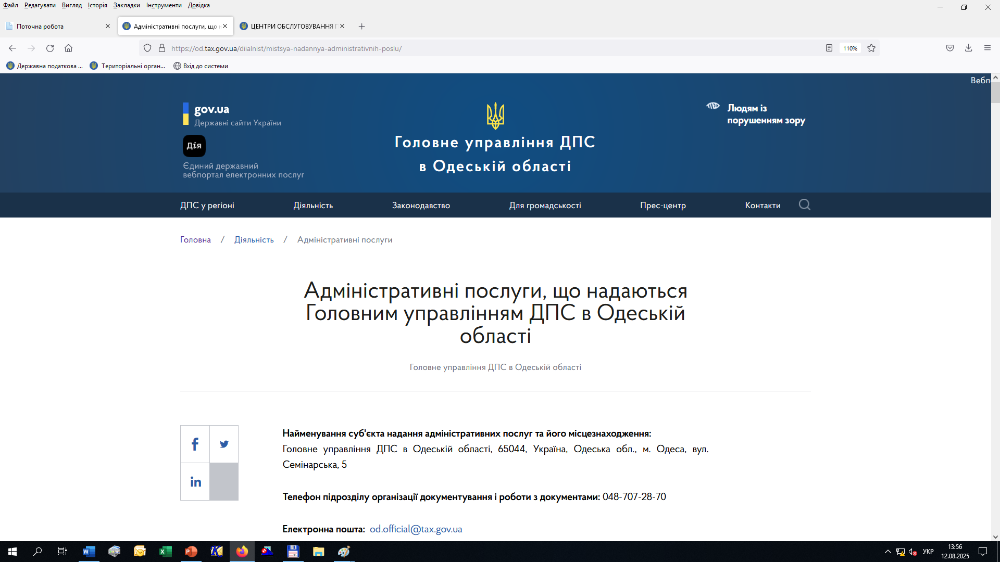 Файл Редагувати Вигляд Історія Закладки Інструменти Довідка
Поточна робота
Адміністративні послуги, що
ЦЕНТРИ ОБСЛУГОВУВАННЯ
https://od.tax.gov.ua/diialnist/mistsya-nadannya-administrativnih-poslu/
110%
Державна податкова ...
Територіальні орган...
Вхід до системи
Вебп
gov.ua
Державні сайти України
Дія
Єдиний державний
вебпортал електронних послуг
Головне управління ДПС
в Одеській області
Людям із
порушенням зору
ДПС у регіоні Діяльність Законодавство Для громадськості Прес-центр Контакти
Головна / Діяльність / Адміністративні послуги
Адміністративні послуги, що надаються
Головним управлінням ДПС в Одеській
області
Головне управління ДПС в Одеській області
Найменування суб'єкта надання адміністративних послуг та його місцезнаходження:
Головне управління ДПС в Одеській області, 65044, Україна, Одеська обл., м. Одеса, вул.
Семінарська, 5
Телефон підрозділу організації документування і роботи з документами: 048-707-28-70
Електронна пошта: od.official@tax.gov.ua
УКР
13:56
12.08.2025